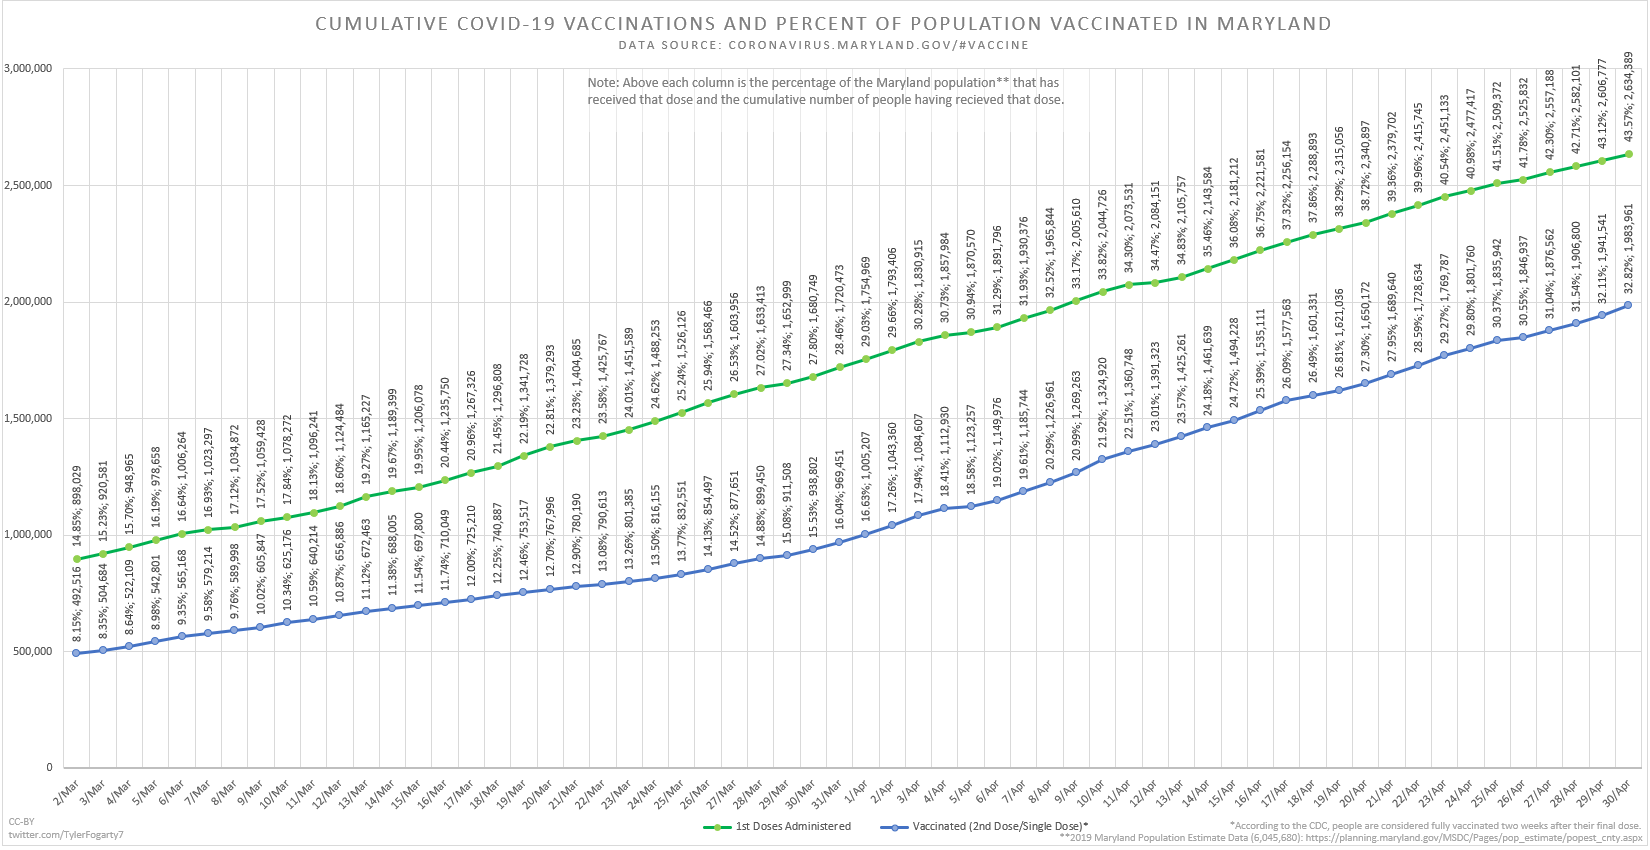 CUMULATIVE COVID-19 VACCINATIONS AND PERCENT OF POPULATION VACCINATED IN MARYLAND
DATA SOURCE: CORONAVIRUS.MARYLAND.GOV/#VACCINE
Note: Above each column is the percentage of the Maryland population** that has
received that dose and the cumulative number of people having recieved that dose.
3,000,000
2,500,000
2,000,000
1,500,000
1,000,000
500,000
0
14.85%; 898,029
15.23%; 920,581
15.70%; 948,965
16.19%; 978,658
16.64%; 1,006,264
16.93%; 1,023,297
17.12%; 1,034,872
17.52%; 1,059,428
17.84%; 1,078,272
18.13%; 1,096,241
18.60%; 1,124,484
19.27%; 1,165,227
19.67%; 1,189,399
19.95%; 1,206,078
20.44%; 1,235,750
20.96%; 1,267,326
21.45%; 1,296,808
22.19%; 1,341,728
22.81%; 1,379,293
23.23%; 1,404,685
23.58%; 1,425,767
24.01%; 1,451,589
24.62%; 1,488,253
25.24%; 1,526,126
25.94%; 1,568,466
26.53%; 1,603,956
27.02%; 1,633,413
27.34%; 1,652,999
27.80%; 1,680,749
28.46%; 1,720,473
29.03%; 1,754,969
29.66%; 1,793,406
30.28%; 1,830,915
30.73%; 1,857,984
30.94%; 1,870,570
31.29%; 1,891,796
31.93%; 1,930,376
32.52%; 1,965,844
33.17%; 2,005,610
33.82%; 2,044,726
34.30%; 2,073,531
34.47%; 2,084,151
34.83%; 2,105,757
35.46%; 2,143,584
36.08%; 2,181,212
36.75%; 2,221,581
37.32%; 2,256,154
37.86%; 2,288,893
38.29%; 2,315,056
38.72%; 2,340,897
39.36%; 2,379,702
39.96%; 2,415,745
40.54%; 2,451,133
40.98%; 2,477,417
41.51%; 2,509,372
41.78%; 2,525,832
42.30%; 2,557,188
42.71%; 2,582,101
43.12%; 2,606,777
43.57%; 2,634,389
8.15%; 492,516
8.35%; 504,684
8.64%; 522,109
8.98%; 542,801
9.35%; 565,168
9.58%; 579,214
9.76%; 589,998
10.02%; 605,847
10.34%; 625,176
10.59%; 640,214
10.87%; 656,886
11.12%; 672,463
11.38%; 688,005
11.54%; 697,800
11.74%; 710,049
12.00%; 725,210
12.25%; 740,887
12.46%; 753,517
12.70%; 767,996
12.90%; 780,190
13.08%; 790,613
13.26%; 801,385
13.50%; 816,155
13.77%; 832,551
14.13%; 854,497
14.52%; 877,651
14.88%; 899,450
15.08%; 911,508
15.53%; 938,802
16.04%; 969,451
16.63%; 1,005,207
17.26%; 1,043,360
17.94%; 1,084,607
18.41%; 1,112,930
18.58%; 1,123,257
19.02%; 1,149,976
19.61%; 1,185,744
20.29%; 1,226,961
20.99%; 1,269,263
21.92%; 1,324,920
22.51%; 1,360,748
23.01%; 1,391,323
23.57%; 1,425,261
24.18%; 1,461,639
24.72%; 1,494,228
25.39%; 1,535,111
26.09%; 1,577,563
26.49%; 1,601,331
26.81%; 1,621,036
27.30%; 1,650,172
27.95%; 1,689,640
28.59%; 1,728,634
29.27%; 1,769,787
29.80%; 1,801,760
30.37%; 1,835,942
30.55%; 1,846,937
31.04%; 1,876,562
31.54%; 1,906,800
32.11%; 1,941,541
32.82%; 1,983,961
2/Mar
3/Mar
4/Mar
5/Mar
6/Mar
7/Mar
8/Mar
9/Mar
10/Mar
11/Mar
12/Mar
13/Mar
14/Mar
15/Mar
16/Mar
17/Mar
18/Mar
19/Mar
20/Mar
21/Mar
22/Mar
23/Mar
24/Mar
25/Mar
26/Mar
27/Mar
28/Mar
29/Mar
30/Mar
31/Mar
1/Apr
2/Apr
3/Apr
4/Apr
5/Apr
6/Apr
7/Apr
8/Apr
9/Apr
10/Apr
11/Apr
12/Apr
13/Apr
14/Apr
15/Apr
16/Apr
17/Apr
18/Apr
19/Apr
20/Apr
21/Apr
22/Apr
23/Apr
24/Apr
25/Apr
26/Apr
27/Apr
28/Apr
29/Apr
30/Apr
CC-BY
twitter.com/TylerFogarty7
1st Doses Administered
Vaccinated (2nd Dose/Single Dose)*
*According to the CDC, people are considered fully vaccinated two weeks after their final dose.
**2019 Maryland Population Estimate Data (6,045,680): https://planning.maryland.gov/MSDC/Pages/pop_estimate/popest_cnty.aspx